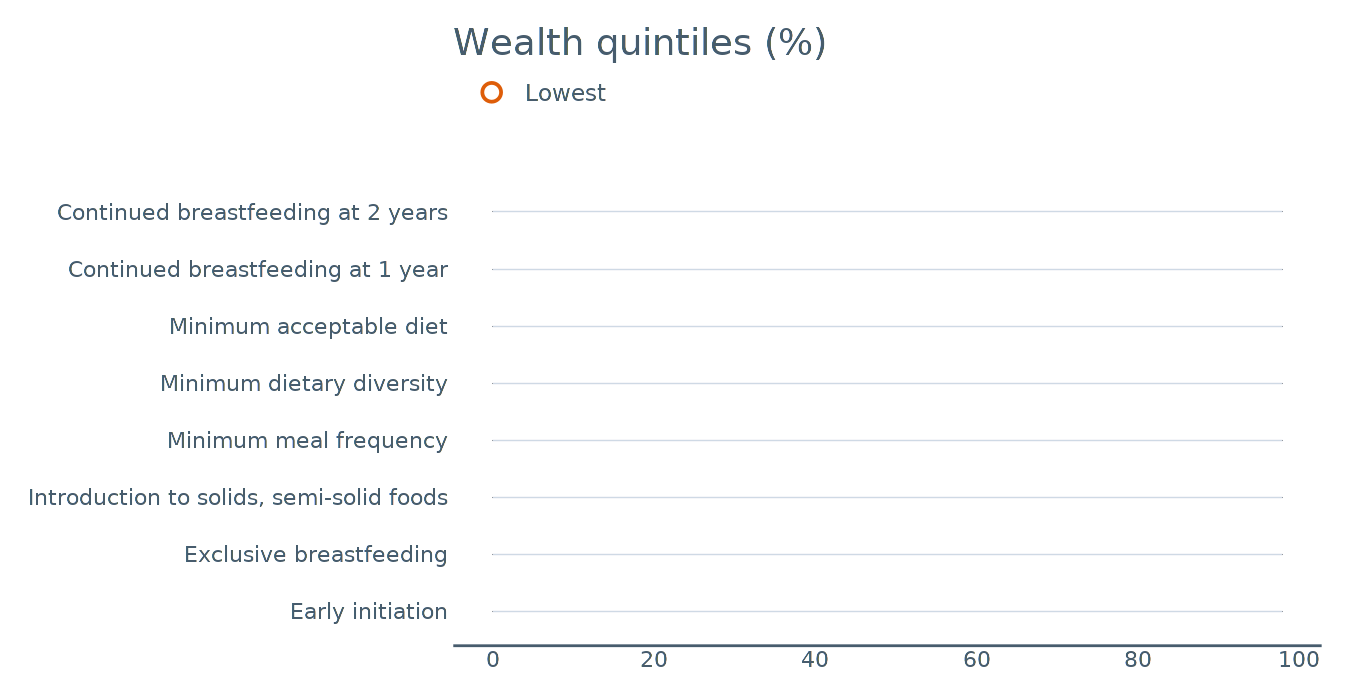 Wealth quintiles (%)
Lowest
Continued breastfeeding at 2 years
Continued breastfeeding at 1 year
Minimum acceptable diet
Minimum dietary diversity
Minimum meal frequency
Introduction to solids, semi-solid foods
Exclusive breastfeeding
Early initiation
0 20 40 60 80 100